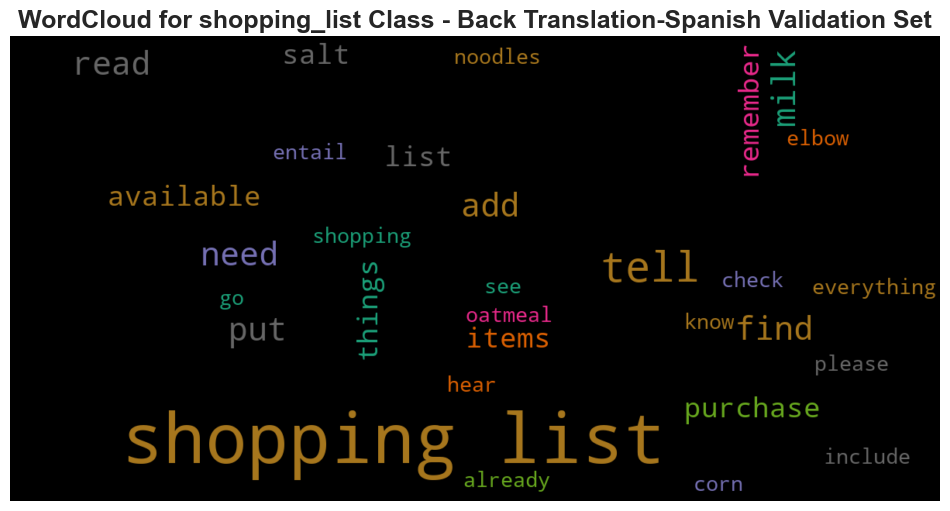 WordCloud for shopping_list Class - Back Translation-Spanish Validation Set
read
salt
noodles
remember
milk
elbow
entail
list
available
add
shopping
need
tell
things
see
check
everything
go
oatmeal
put
items
know
find
please
hear
purchase
shopping list
include
already
corn